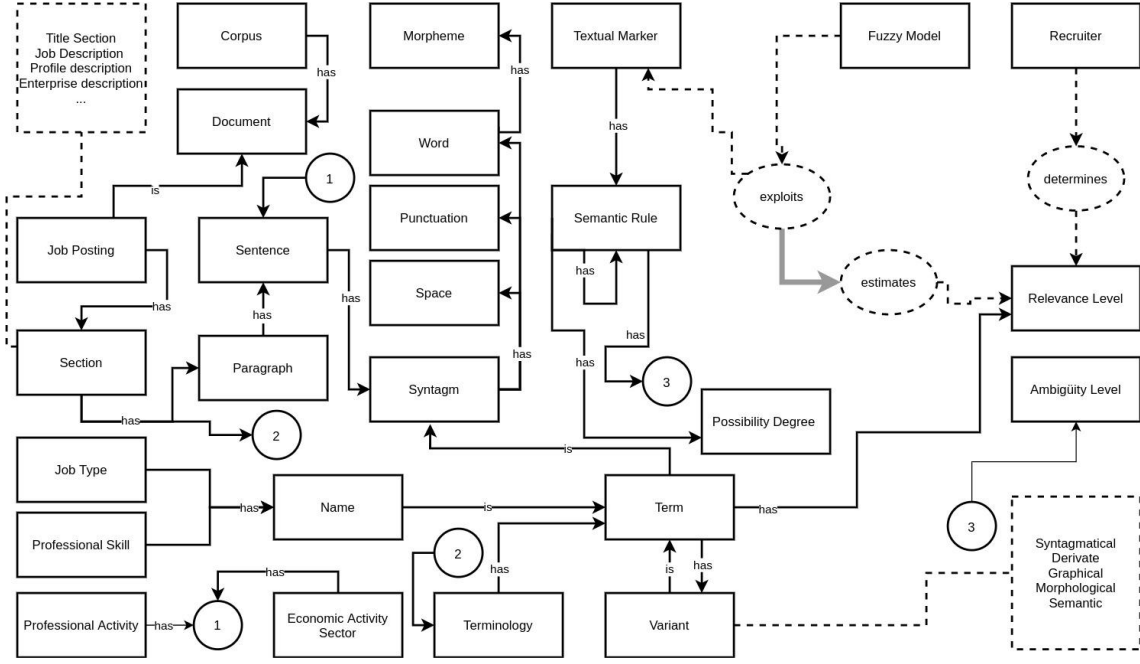 Title Section
Job Description
Profile description
Enterprise description
...
Corpus
Morpheme
Textual Marker
Fuzzy Model
Recruiter
has
has
Document
Word
has
is
1
exploits
determines
Job Posting
Sentence
Punctuation
Semantic Rule
has
has
has
Space
estimates
Relevance Level
has
has
has
has
Section
Paragraph
Syntagm
3
Ambigüity Level
has
2
Possibility Degree
is
Job Type
has
Name
is
Term
has
3
Professional Skill
2
has
is
has
Syntagmatical
Derivate
Graphical
Morphological
Semantic
has
Professional Activity
has
1
Economic Activity
Sector
Terminology
Variant